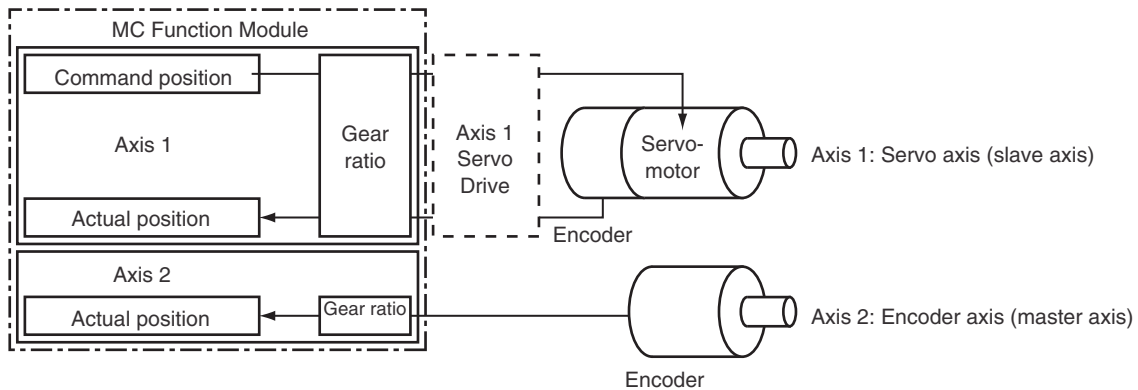 MC Function Module
Command position
Axis 1
Gear
ratio
Actual position
Axis 1
Servo
Drive
Servo-
motor
Encoder
Axis 1: Servo axis (slave axis)
Axis 2
Actual position
Gear ratio
Encoder
Axis 2: Encoder axis (master axis)